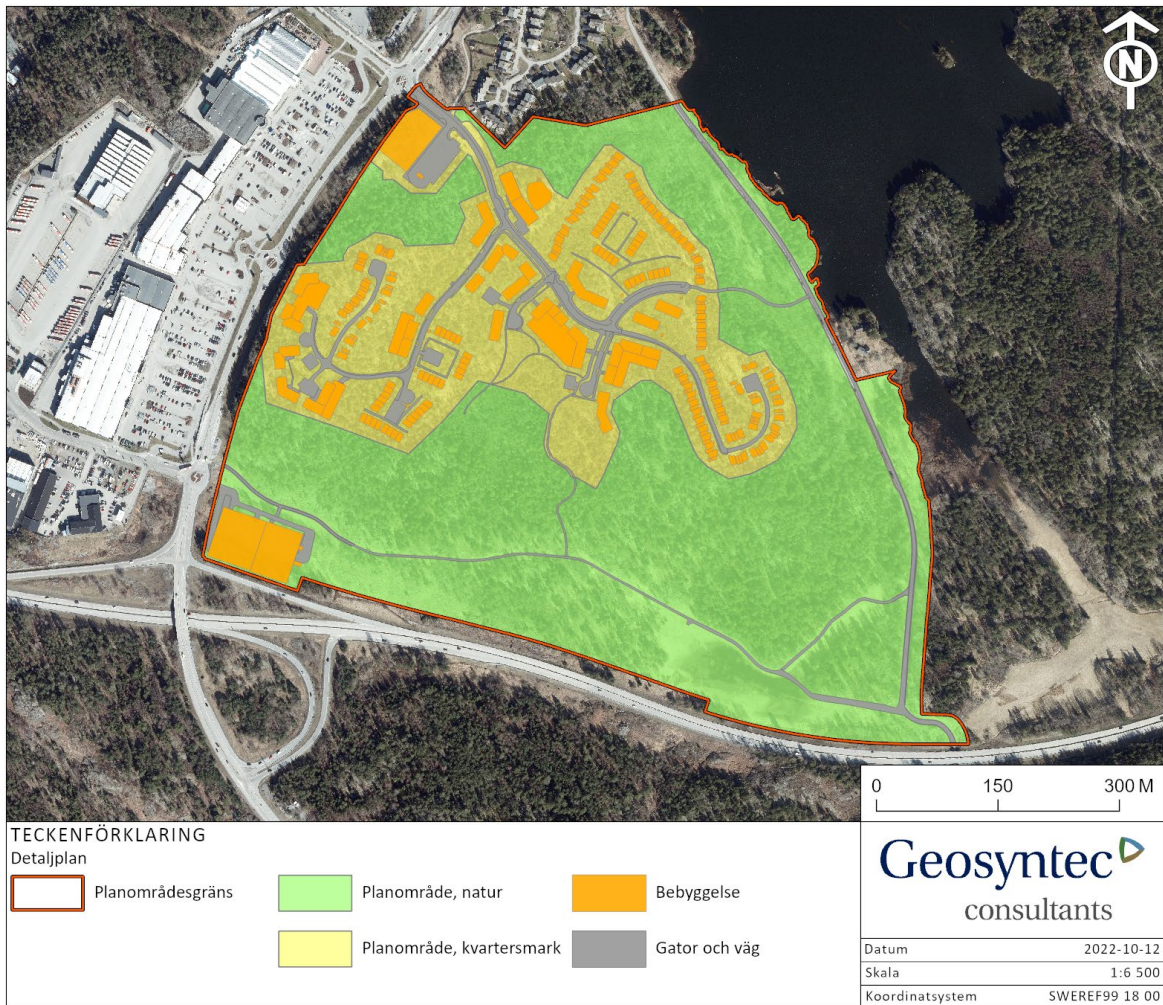 N
0 150 300 M
TECKENFÖRKLARING
Detaljplan
Planområdesgräns
Planområde, natur
Bebyggelse
Planområde, kvartersmark
Gator och väg
Geosyntec
consultants
Datum 2022-10-12
Skala 1:6 500
Koordinatsystem SWEREF99 18 00